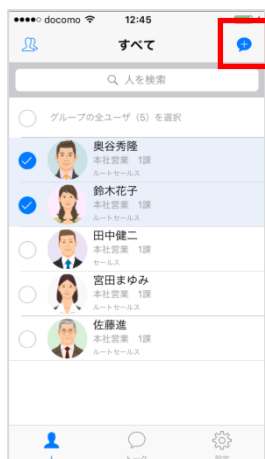 docomo 12:45
すべて
人を検索
グループの全ユーザ（5）を選択
奥谷秀隆
本社営業 1課
ルートセールス
鈴木花子
本社営業 1課
ルートセールス
田中健二
本社営業 1課
セールス
宮田まゆみ
本社営業 1課
ルートセールス
佐藤進
本社営業 1課
ルートセールス